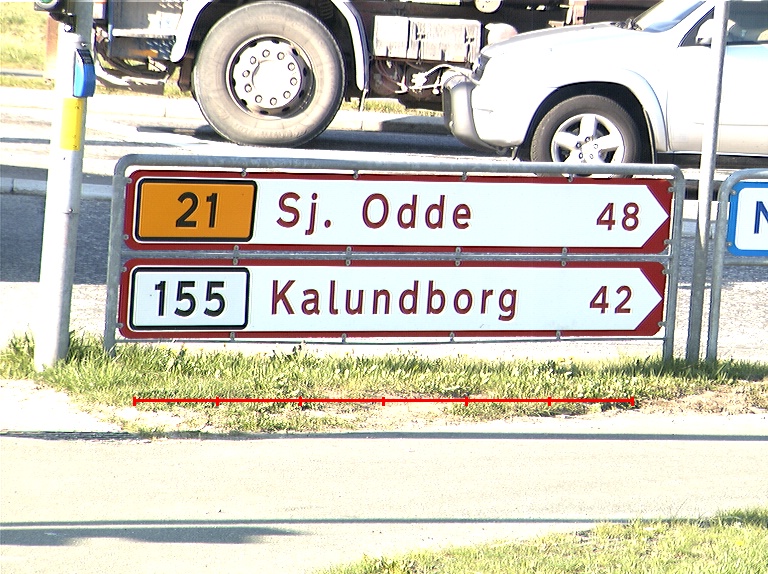 21 Sj. Odde 48
155 Kalundborg 42
N